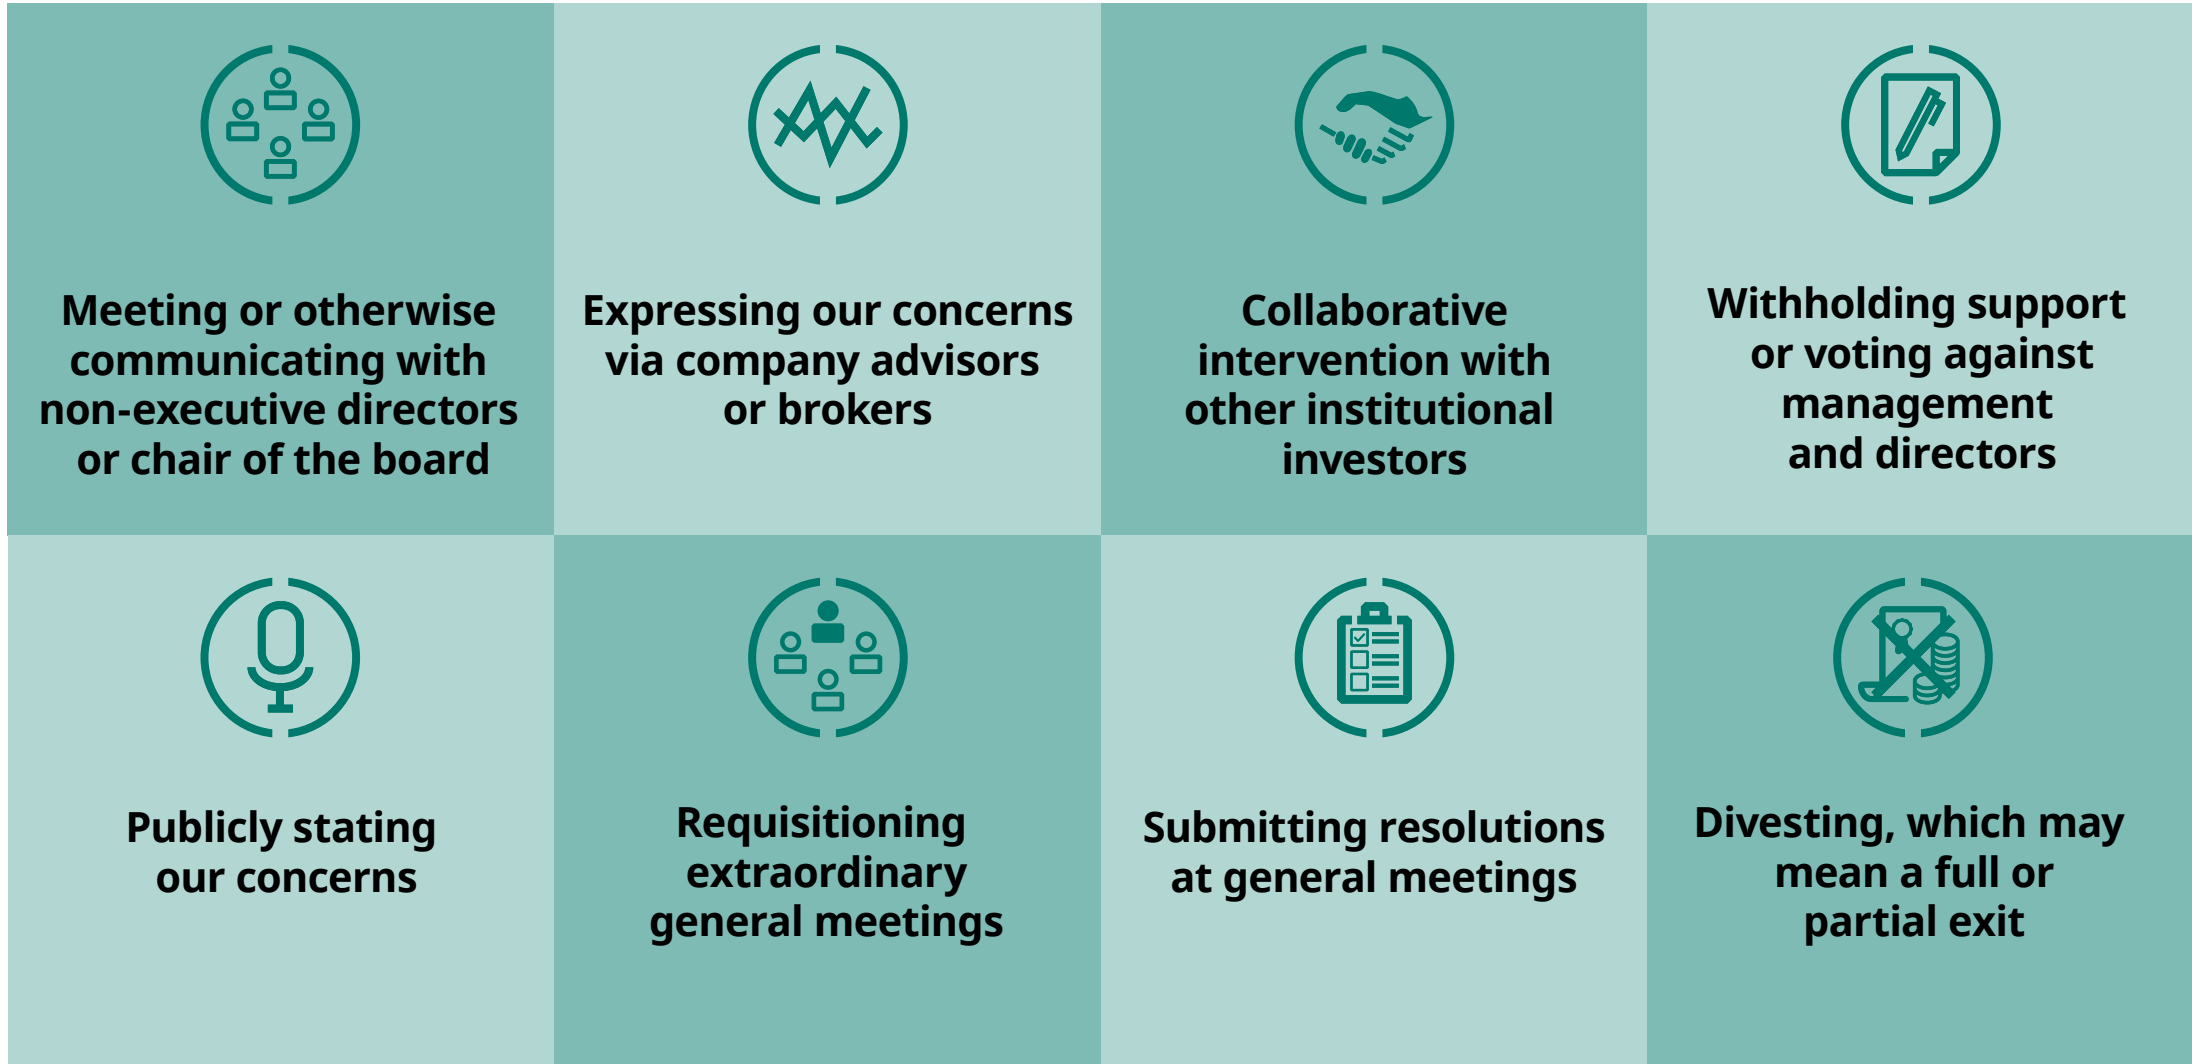 Meeting or otherwise
communicating with
non-executive directors
or chair of the board
Expressing our concerns
via company advisors
or brokers
Collaborative
intervention with
other institutional
investors
Withholding support
or voting against
management
and directors
Publicly stating
our concerns
Requisitioning
extraordinary
general meetings
Submitting resolutions
at general meetings
Divesting, which may
mean a full or
partial exit